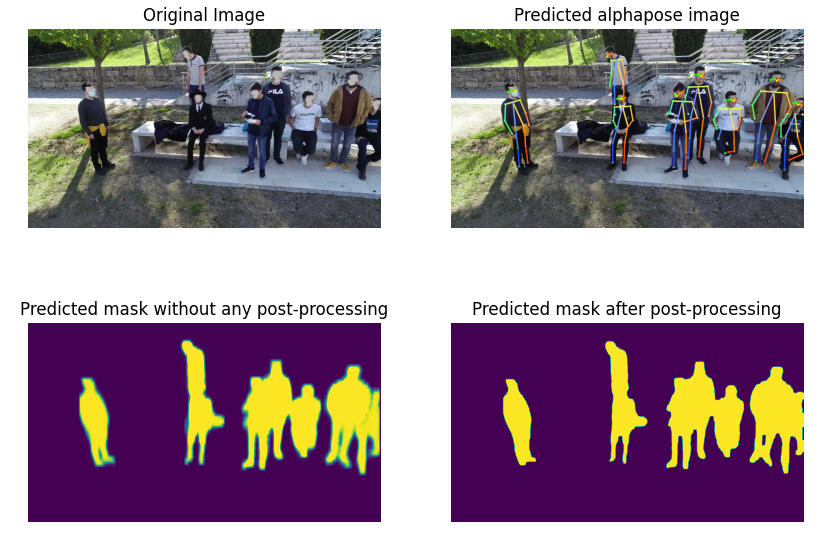 Original Image
Predicted alphapose image
FILA
Predicted mask without any post-processing
Predicted mask after post-processing